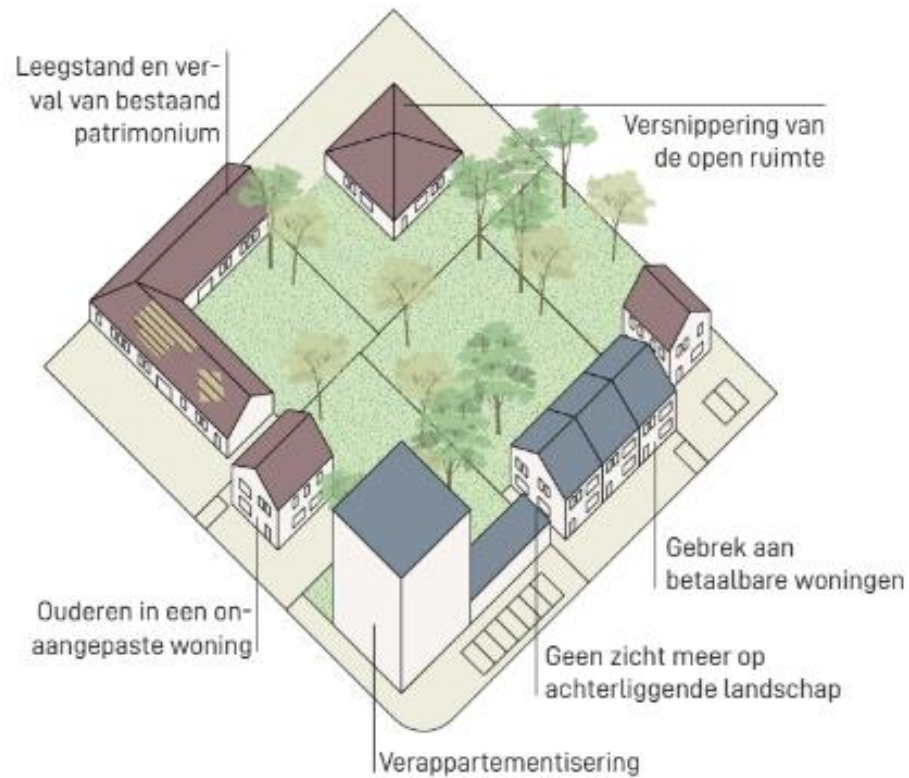 Leegstand en ver-
val van bestaand
patrimonium
Versnippering van
de open ruimte
Gebrek aan
betaalbare woningen
Ouderen in een on-
aangepaste woning
Geen zicht meer op
achterliggende landschap
Verappartementisering